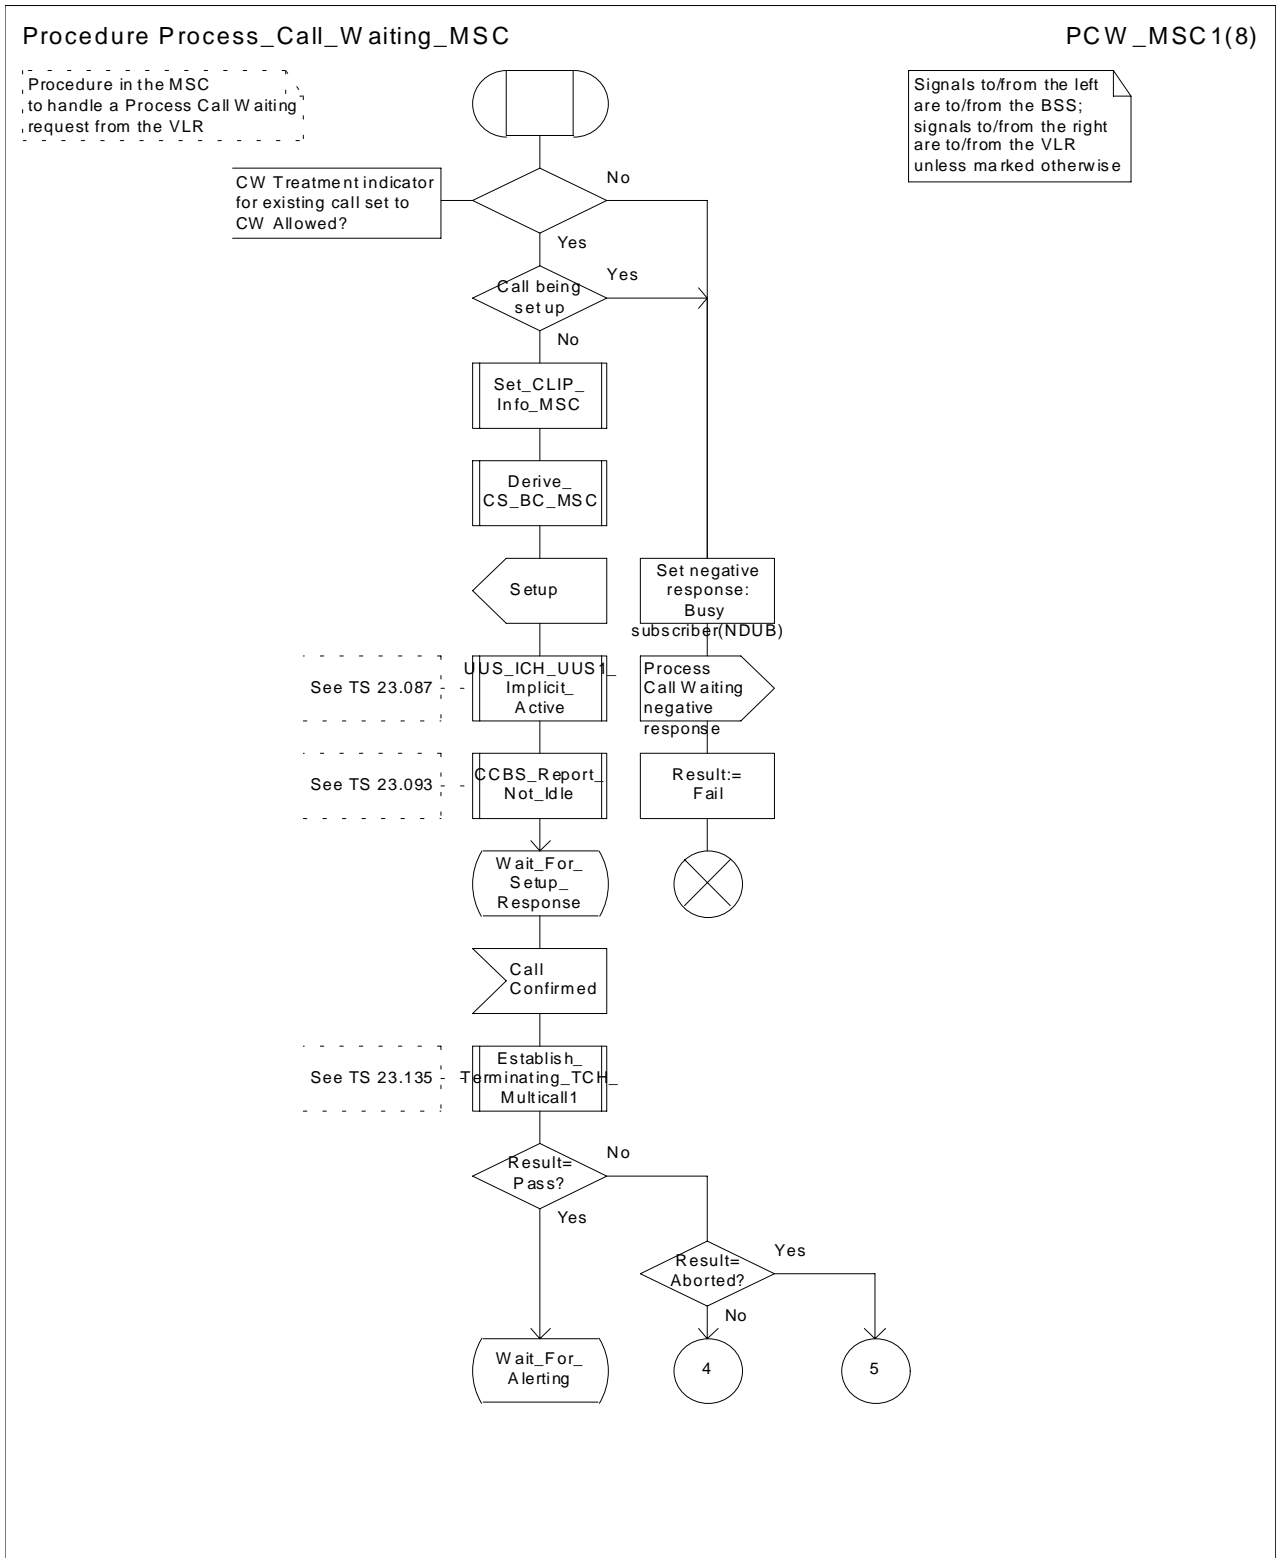 Procedure Process_Call_Waiting_MSC
PCW_MSC1(8)
Procedure in the MSC
to handle a Process Call Waiting
request from the VLR
Signals to/from the left
are to/from the BSS;
signals to/from the right
are to/from the VLR
unless marked otherwise
CW Treatment indicator
for existing call set to
CW Allowed?
No
Yes
Call being
set up
Yes
No
Set_CLIP_
Info_MSC
Derive_
CS_BC_MSC
Setup
Set negative
response:
Busy
subscriber(NDUB)
See TS 23.087
UUS_ICH_UUS1_
Implicit_
Active
Process
Call Waiting
negative
response
See TS 23.093
CCBS_Report_
Not_Idle
Result:=
Fail
Wait_For_
Setup_
Response
Call
Confirmed
See TS 23.135
Establish_
Terminating_TCH_
Multicall1
Result=
Pass?
No
Yes
Result=
Aborted?
Yes
No
Wait_For_
Alerting
4
5